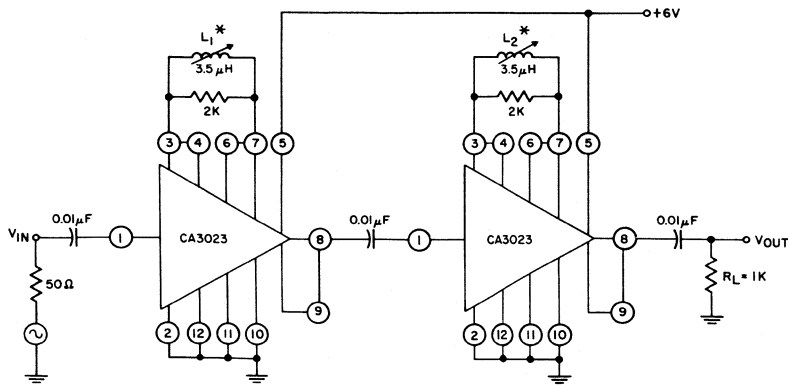 +6V
L1* L2*
3.5μH 3.5μH
2K 2K
3 4 6 7 5 3 4 6 7 5
0.01μF 0.01μF 0.01μF
VIN 1 CA3023 8 1 CA3023 8 VOUT
50Ω RL = 1K
9 9
2 12 11 10 2 12 11 10